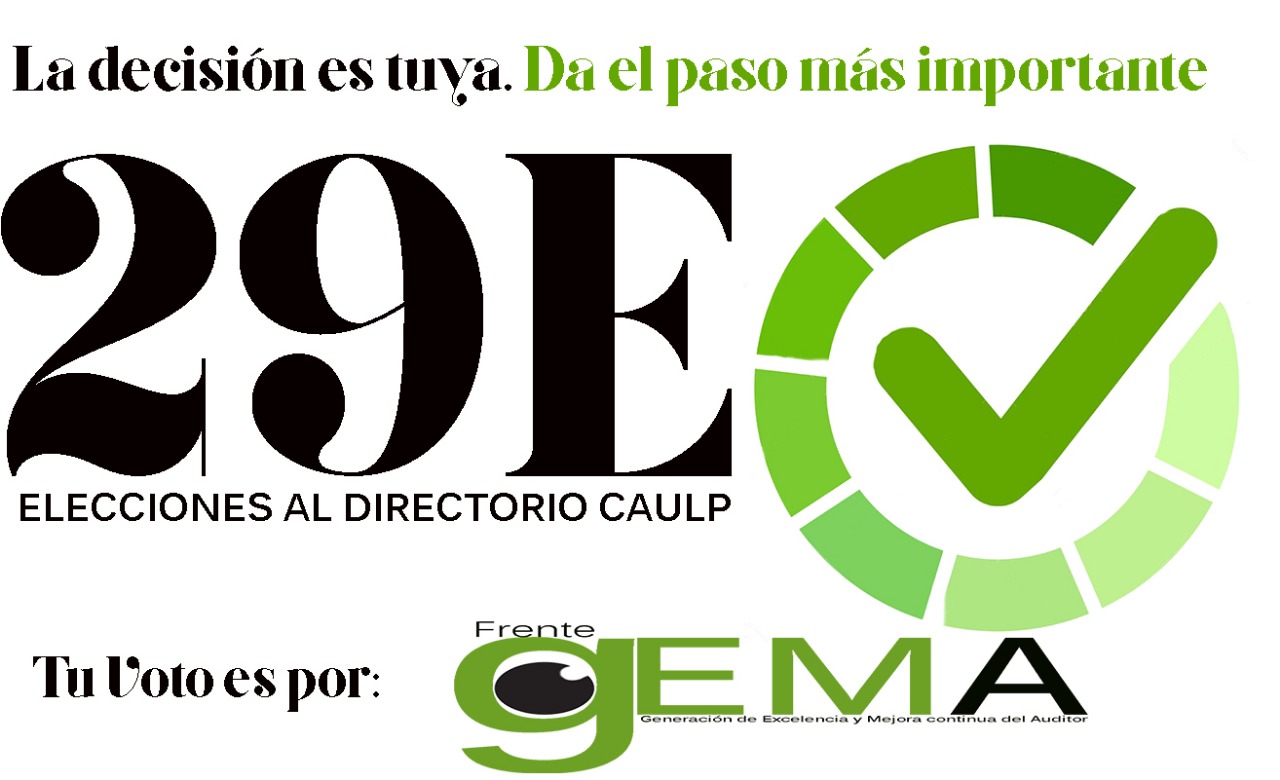 La decisión es tuya. Da el paso más importante
29E
ELECCIONES AL DIRECTORIO CAULP
Tu Voto es por:
Frente
gEMA
Generación de Excelencia y Mejora continua del Auditor